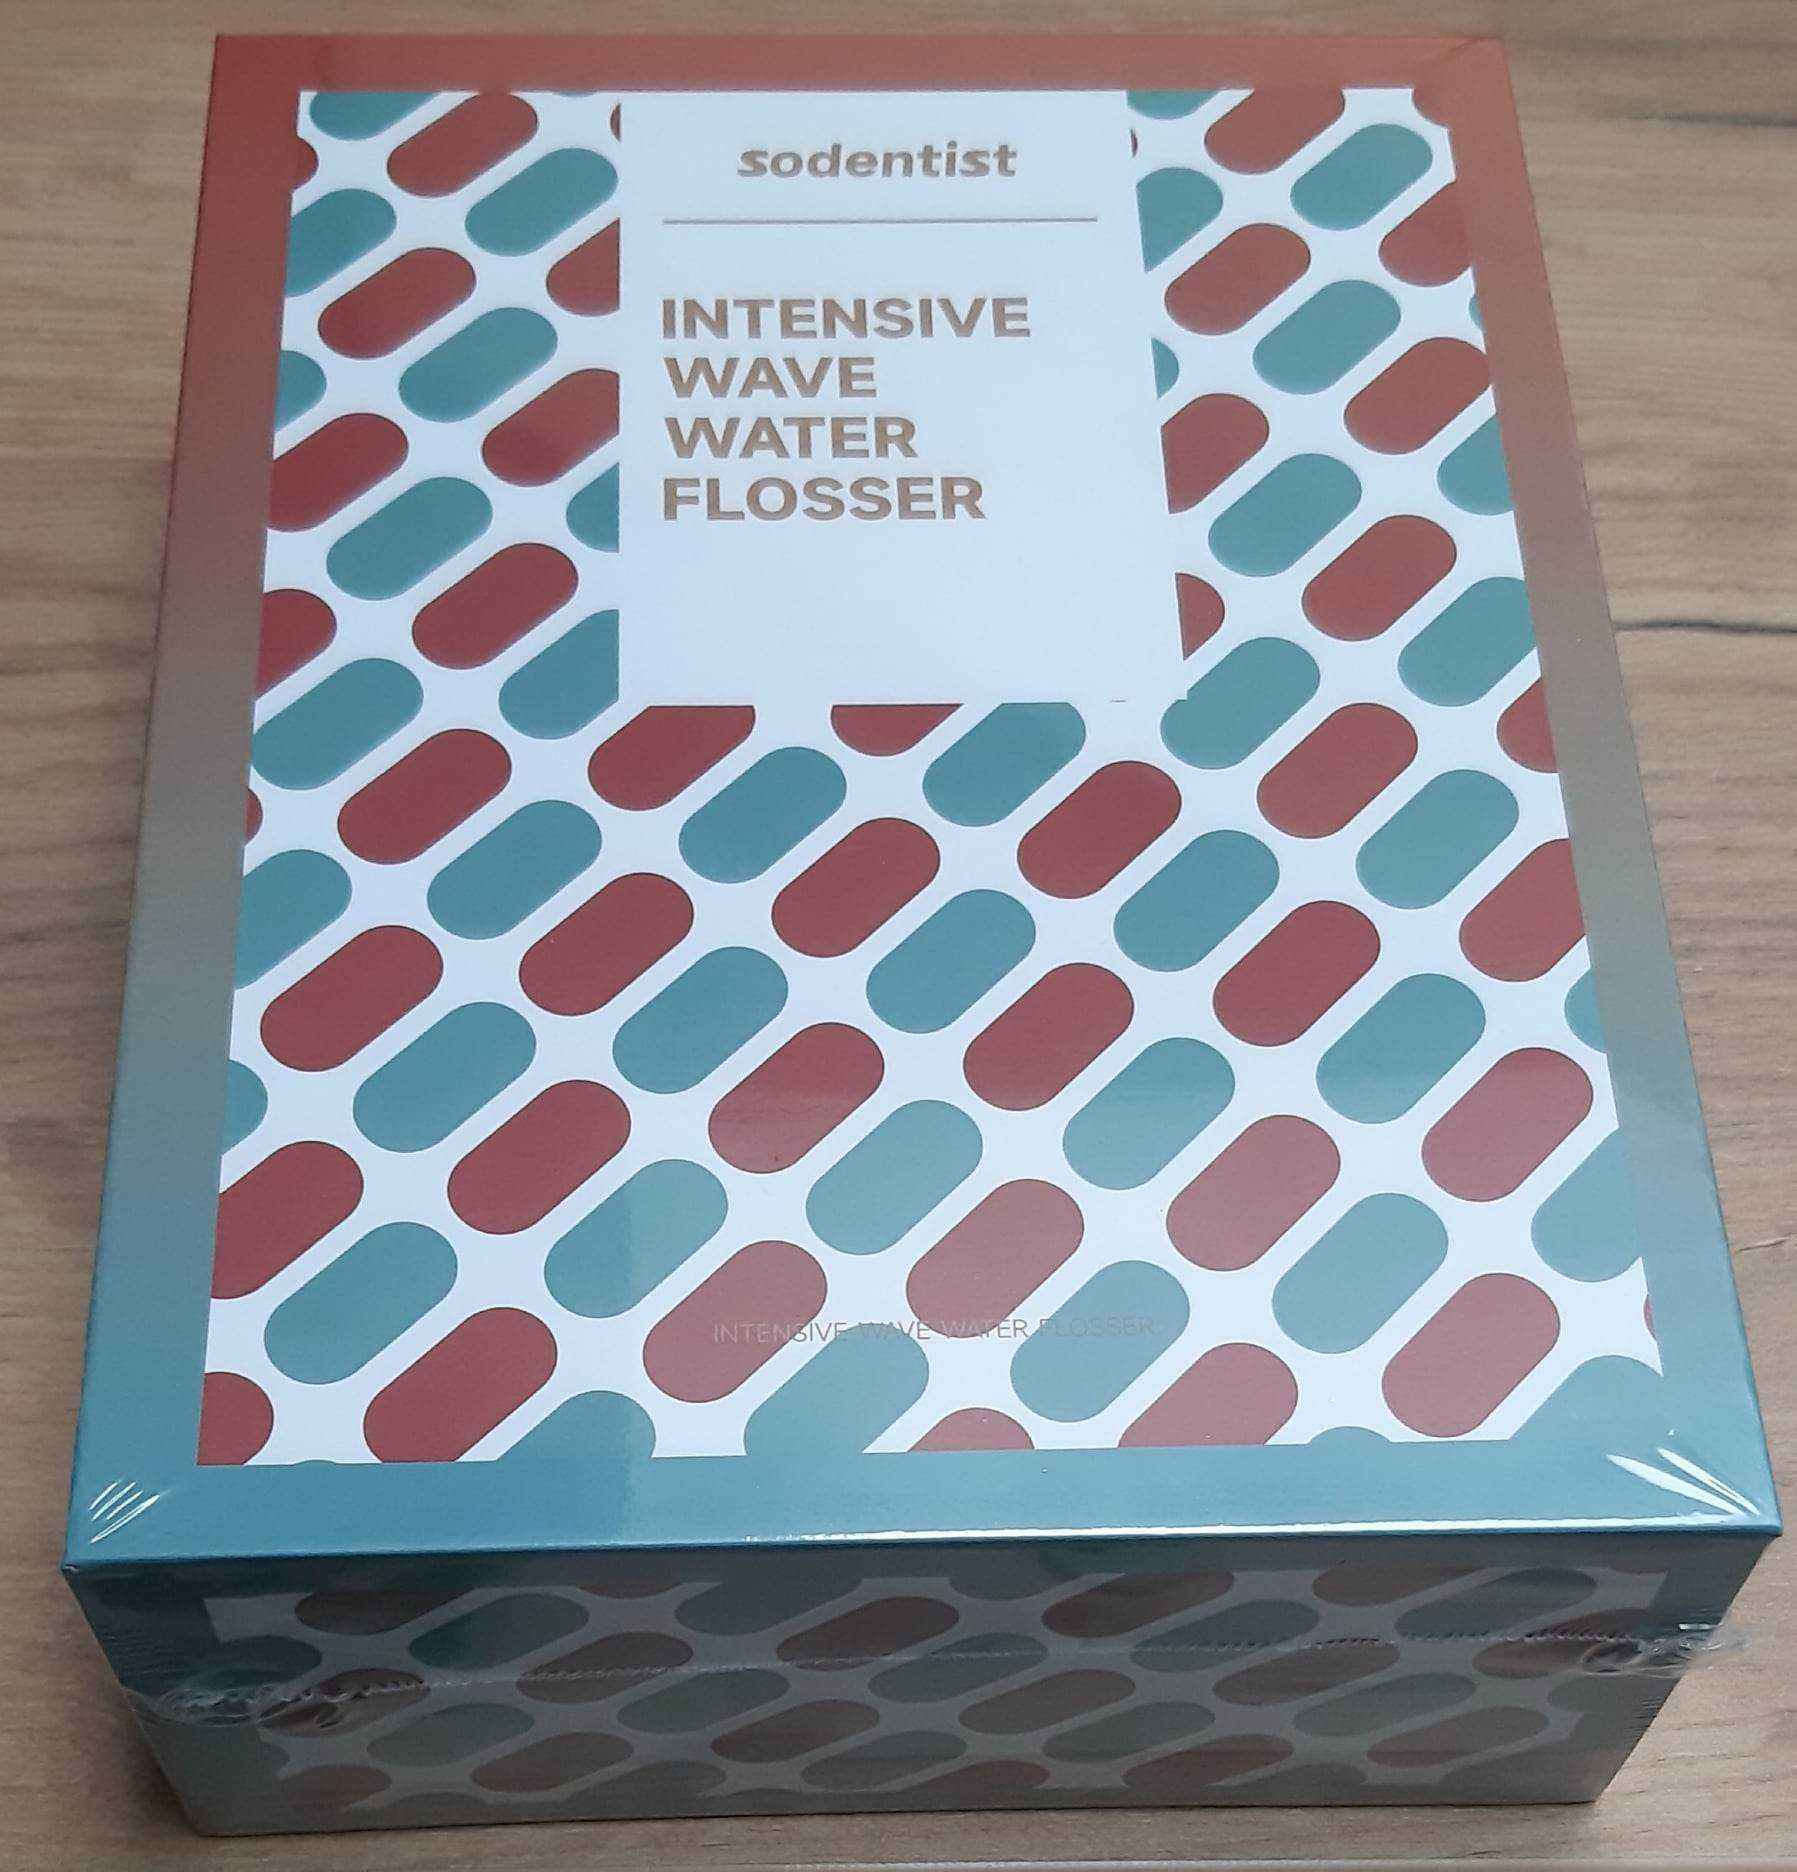 sodentist
INTENSIVE
WAVE
WATER
FLOSSER
INTENSIVE WAVE WATER FLOSSER